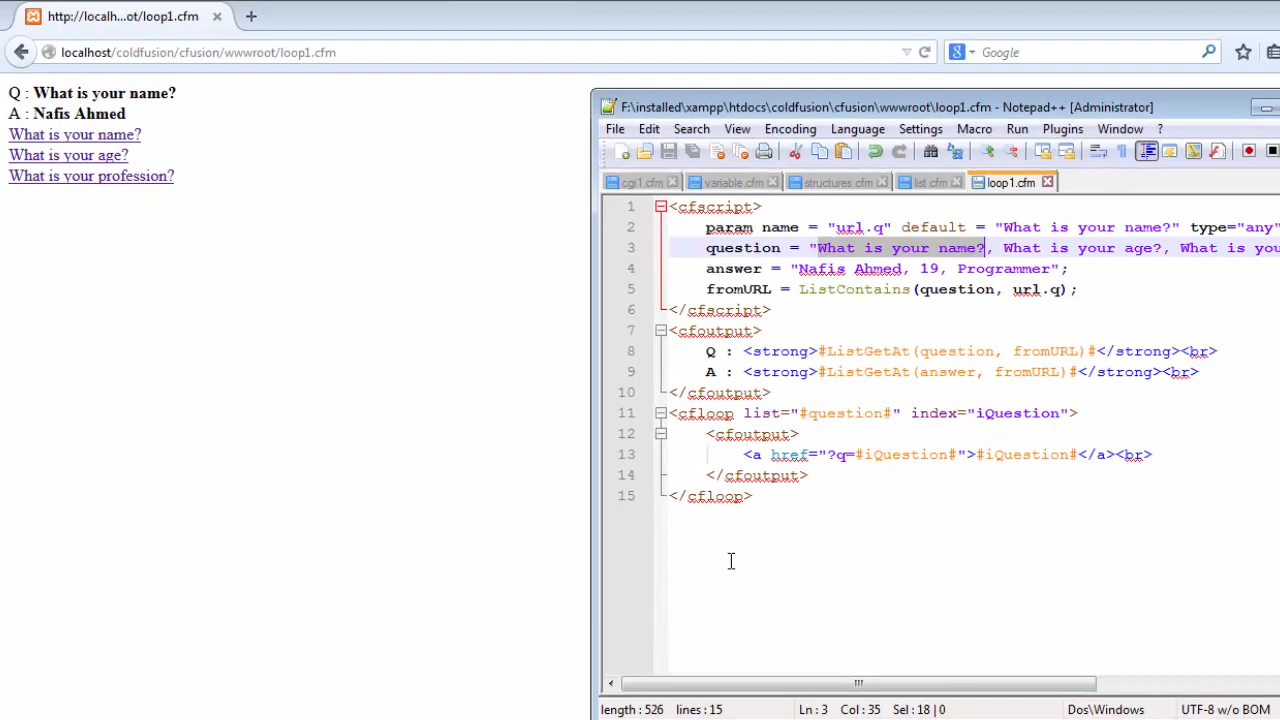 http://localh...ot/loop1.cfm
localhost/coldfusion/cfusion/wwwroot/loop1.cfm
Google
Q : What is your name?
A : Nafis Ahmed
What is your name?
What is your age?
What is your profession?
F:\installed\xampp\htdocs\coldfusion\cfusion\wwwroot\loop1.cfm - Notepad++ [Administrator]
File Edit Search View Encoding Language Settings Macro Run Plugins Window ?
cgi1.cfm variable.cfm structures.cfm list.cfm loop1.cfm
1 <cfscript>
2 param name = "url.q" default = "What is your name?" type="any"
3 question = "What is your name?, What is your age?, What is you
4 answer = "Nafis Ahmed, 19, Programmer";
5 fromURL = ListContains(question, url.q);
6 </cfscript>
7 <cfoutput>
8 Q : <strong>#ListGetAt(question, fromURL)#</strong><br>
9 A : <strong>#ListGetAt(answer, fromURL)#</strong><br>
10 </cfoutput>
11 <cfloop list="#question#" index="iQuestion">
12 <cfoutput>
13 <a href="?q=#iQuestion#">#iQuestion#</a><br>
14 </cfoutput>
15 </cfloop>
length : 526 lines : 15 Ln : 3 Col : 35 Sel : 18 | 0 Dos\Windows UTF-8 w/o BOM